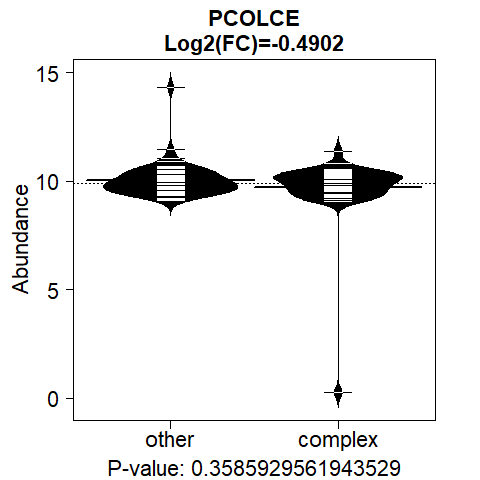 PCOLCE
Log2(FC)=-0.4902
15
10
5
0
Abundance
other complex
P-value: 0.3585929561943529